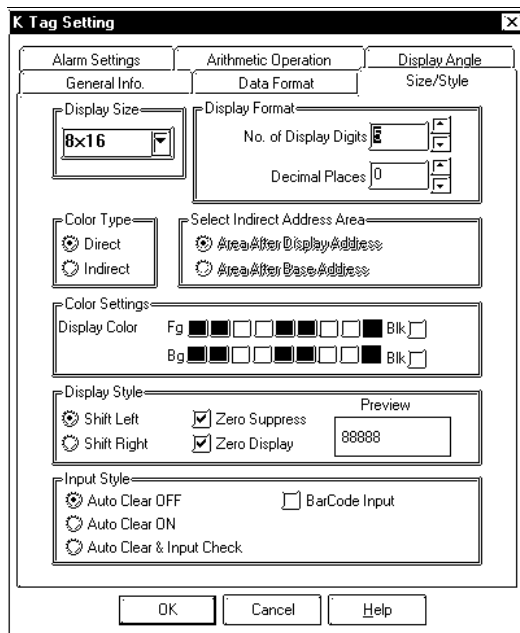 K Tag Setting
Alarm Settings Arithmetic Operation Display Angle
General Info. Data Format Size/Style
Display Size
8×16
Display Format
No. of Display Digits
Decimal Places 0
Color Type
Direct
Indirect
Select Indirect Address Area
Area After Display Address
Area After Base Address
Color Settings
Display Color Fg Blk
Bg Blk
Display Style
Shift Left
Shift Right
Zero Suppress
Zero Display
Preview
88888
Input Style
Auto Clear OFF
Auto Clear ON
Auto Clear & Input Check
BarCode Input
OK Cancel Help